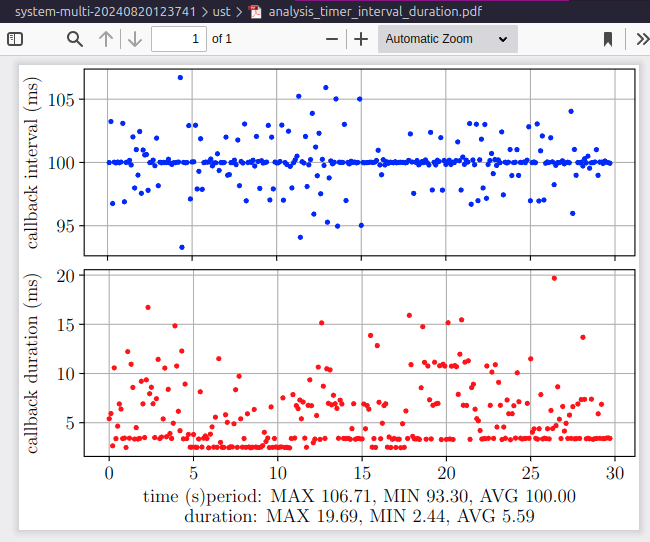 system-multi-20240820123741 > ust > analysis_timer_interval_duration.pdf
1 of 1 Automatic Zoom
callback interval (ms)
105
100
95
callback duration (ms)
20
15
10
5
0 5 10 15 20 25 30
time (s)period: MAX 106.71, MIN 93.30, AVG 100.00
duration: MAX 19.69, MIN 2.44, AVG 5.59